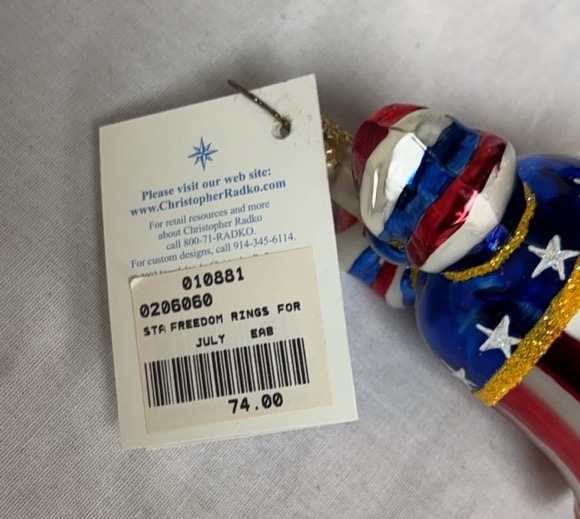 Please visit our web site:
www.ChristopherRadko.com
For retail resources and more
about Christopher Radko
call 800-71-RADKO.
For custom designs, call 914-345-6114.
010881
0206060
STA FREEDOM RINGS FOR
JULY EAB
74.00